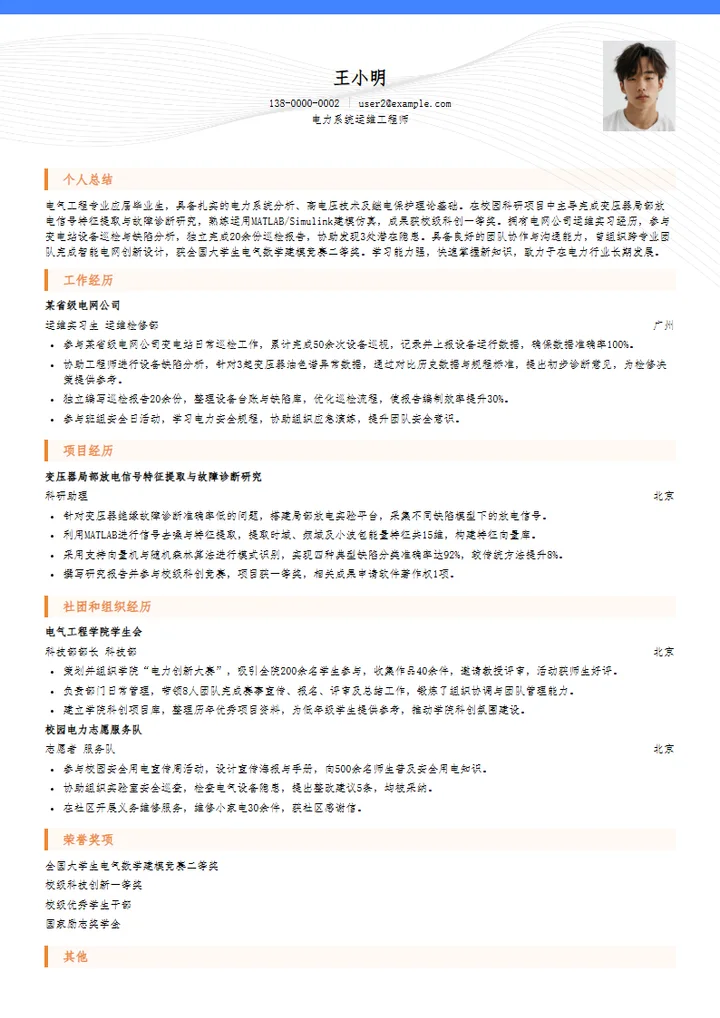 王小明
138-0000-0002 | user2@example.com
电力系统运维工程师
个人总结
电气工程专业应届毕业生，具备扎实的电力系统分析、高电压技术及继电保护理论基础。在校园科研项目中主导完成变压器局部放
电信号特征提取与故障诊断研究，熟练运用MATLAB/Simulink建模仿真，成果获校级科创一等奖。拥有电网公司运维实习经历，参与
变电站设备巡检与缺陷分析，独立完成20余份巡检报告，协助发现3处潜在隐患。具备良好的团队协作与沟通能力，曾组织跨专业团
队完成智能电网创新设计，获全国大学生电气数学建模竞赛二等奖。学习能力强，快速掌握新知识，致力于在电力行业长期发展。
工作经历
某省级电网公司
运维实习生 运维检修部 广州
• 参与某省级电网公司变电站日常巡检工作，累计完成50余次设备巡视，记录并上报设备运行数据，确保数据准确率100%。
• 协助工程师进行设备缺陷分析，针对3起变压器油色谱异常数据，通过对比历史数据与规程标准，提出初步诊断意见，为检修决
策提供参考。
• 独立编写巡检报告20余份，整理设备台账与缺陷库，优化巡检流程，使报告编制效率提升30%。
• 参与班组安全日活动，学习电力安全规程，协助组织应急演练，提升团队安全意识。
项目经历
变压器局部放电信号特征提取与故障诊断研究
科研助理 北京
• 针对变压器绝缘故障诊断准确率低的问题，搭建局部放电实验平台，采集不同缺陷模型下的放电信号。
• 利用MATLAB进行信号去噪与特征提取，提取时域、频域及小波包能量特征共15维，构建特征向量库。
• 采用支持向量机与随机森林算法进行模式识别，实现四种典型缺陷分类准确率达92%，较传统方法提升8%。
• 撰写研究报告并参与校级科创竞赛，项目获一等奖，相关成果申请软件著作权1项。
社团和组织经历
电气工程学院学生会
科技部部长 科技部 北京
• 策划并组织学院“电力创新大赛”，吸引全院200余名学生参与，收集作品40余件，邀请教授评审，活动获师生好评。
• 负责部门日常管理，带领8人团队完成赛事宣传、报名、评审及总结工作，锻炼了组织协调与团队管理能力。
• 建立学院科创项目库，整理历年优秀项目资料，为低年级学生提供参考，推动学院科创氛围建设。
校园电力志愿服务队
志愿者 服务队 北京
• 参与校园安全用电宣传周活动，设计宣传海报与手册，向500余名师生普及安全用电知识。
• 协助组织实验室安全巡查，检查电气设备隐患，提出整改建议5条，均被采纳。
• 在社区开展义务维修服务，维修小家电30余件，获社区感谢信。
荣誉奖项
全国大学生电气数学建模竞赛二等奖
校级科技创新一等奖
校级优秀学生干部
国家励志奖学金
其他